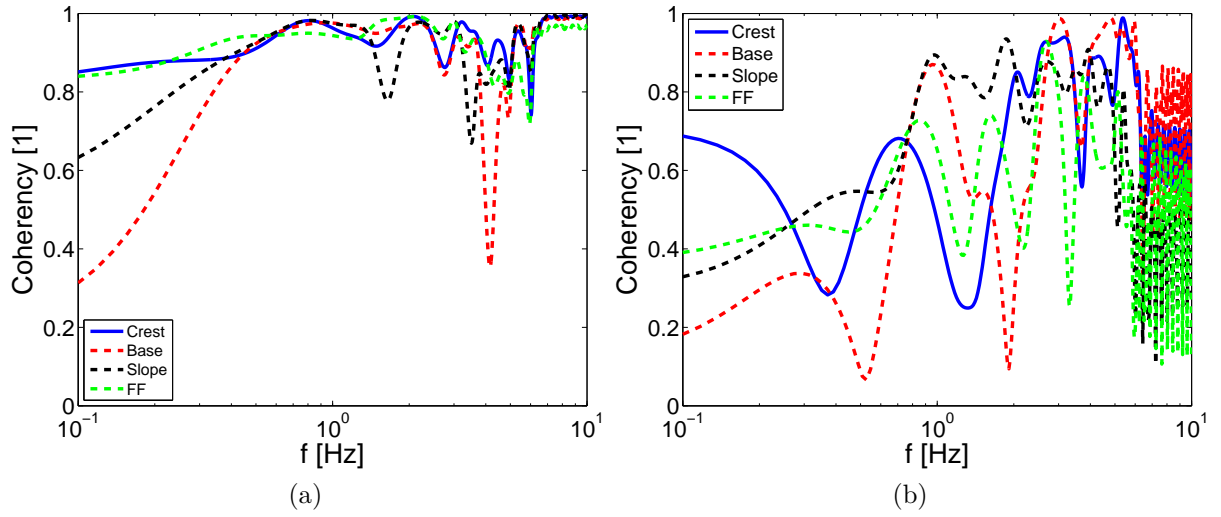 1
0.8
0.6
0.4
0.2
0
Coherency [1]
10^-1
10^0
10^1
f [Hz]
Crest
Base
Slope
FF
(a)
1
0.8
0.6
0.4
0.2
0
Coherency [1]
10^-1
10^0
10^1
f [Hz]
Crest
Base
Slope
FF
(b)